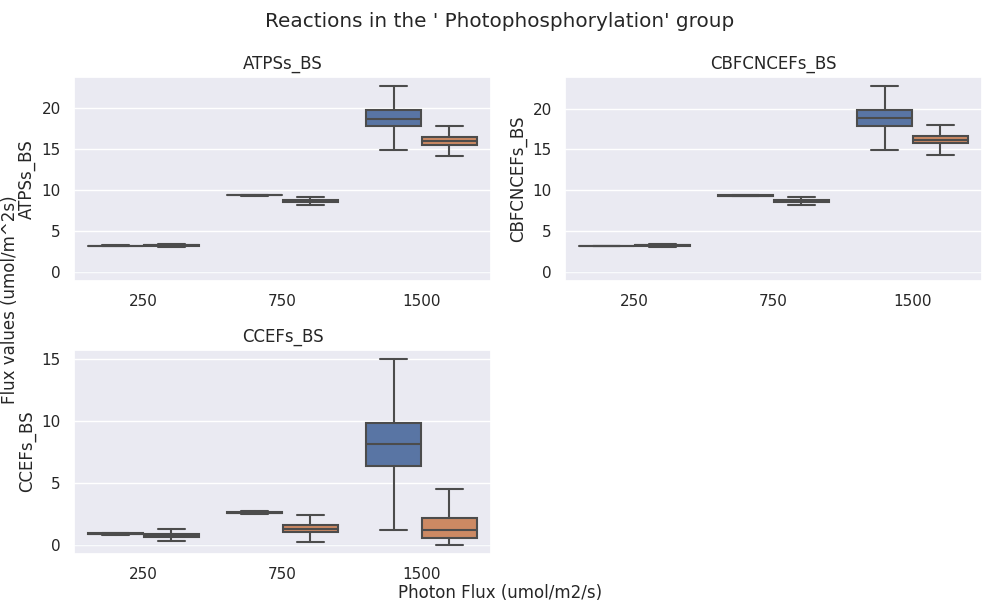 Reactions in the ' Photophosphorylation' group
ATPSs_BS
CBFCNCEFs_BS
ATPSs_BS
20
15
10
5
0
250
750
1500
CBFCNCEFs_BS
20
15
10
5
0
250
750
1500
Flux values (umol/m^2s)
CCEFs_BS
CCEFs_BS
15
10
5
0
250
750
1500
Photon Flux (umol/m2/s)